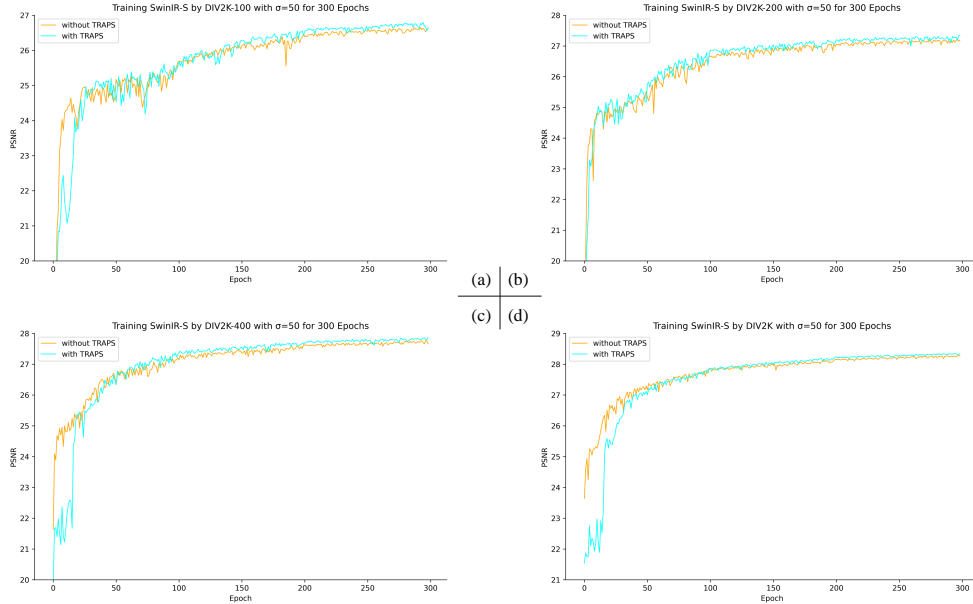 Training SwinIR-S by DIV2K-100 with σ=50 for 300 Epochs
without TRAPS
with TRAPS
PSNR
27
26
25
24
23
22
21
20
0 50 100 150 200 250 300
Epoch
Training SwinIR-S by DIV2K-200 with σ=50 for 300 Epochs
without TRAPS
with TRAPS
PSNR
28
27
26
25
24
23
22
21
20
0 50 100 150 200 250 300
Epoch
(a) (b)
(c) (d)
Training SwinIR-S by DIV2K-400 with σ=50 for 300 Epochs
without TRAPS
with TRAPS
PSNR
28
27
26
25
24
23
22
21
20
0 50 100 150 200 250 300
Epoch
Training SwinIR-S by DIV2K with σ=50 for 300 Epochs
without TRAPS
with TRAPS
PSNR
29
28
27
26
25
24
23
22
21
0 50 100 150 200 250 300
Epoch